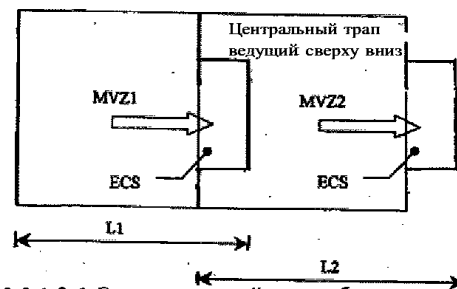 Центральный трап
ведущий сверху вниз
MVZ1
MVZ2
ECS
ECS
L1
L2